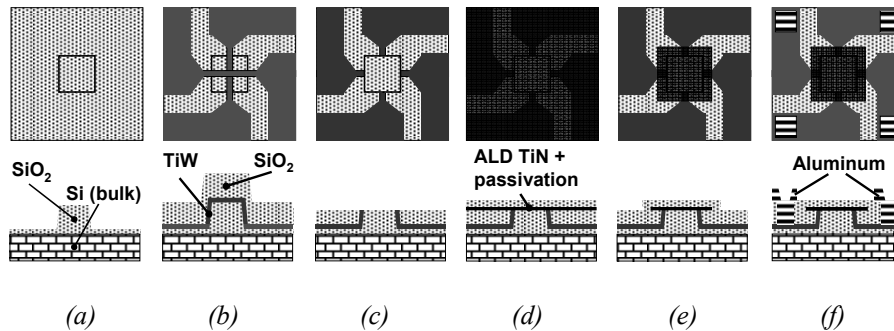 SiO2
Si (bulk)
TiW
SiO2
ALD TiN +
passivation
Aluminum
(a)
(b)
(c)
(d)
(e)
(f)